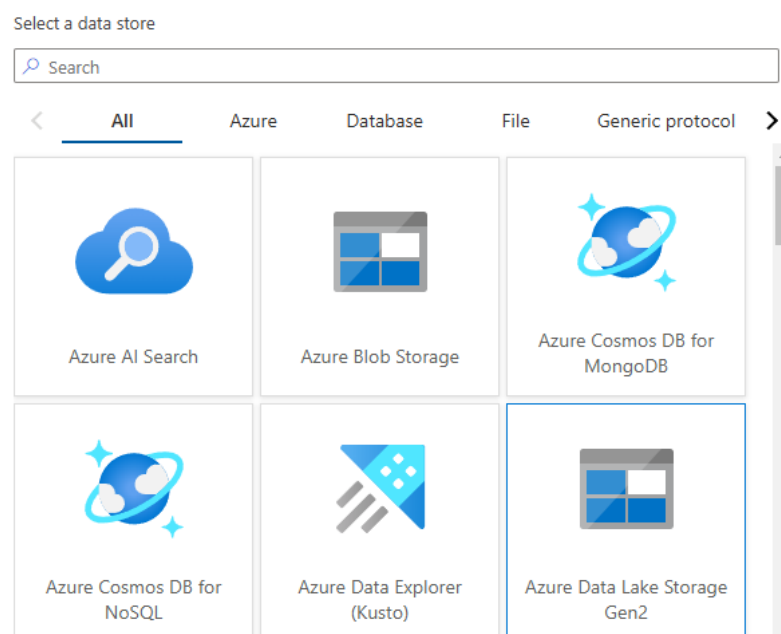 Select a data store
Search
All Azure Database File Generic protocol
Azure AI Search
Azure Blob Storage
Azure Cosmos DB for
MongoDB
Azure Cosmos DB for
NoSQL
Azure Data Explorer
(Kusto)
Azure Data Lake Storage
Gen2